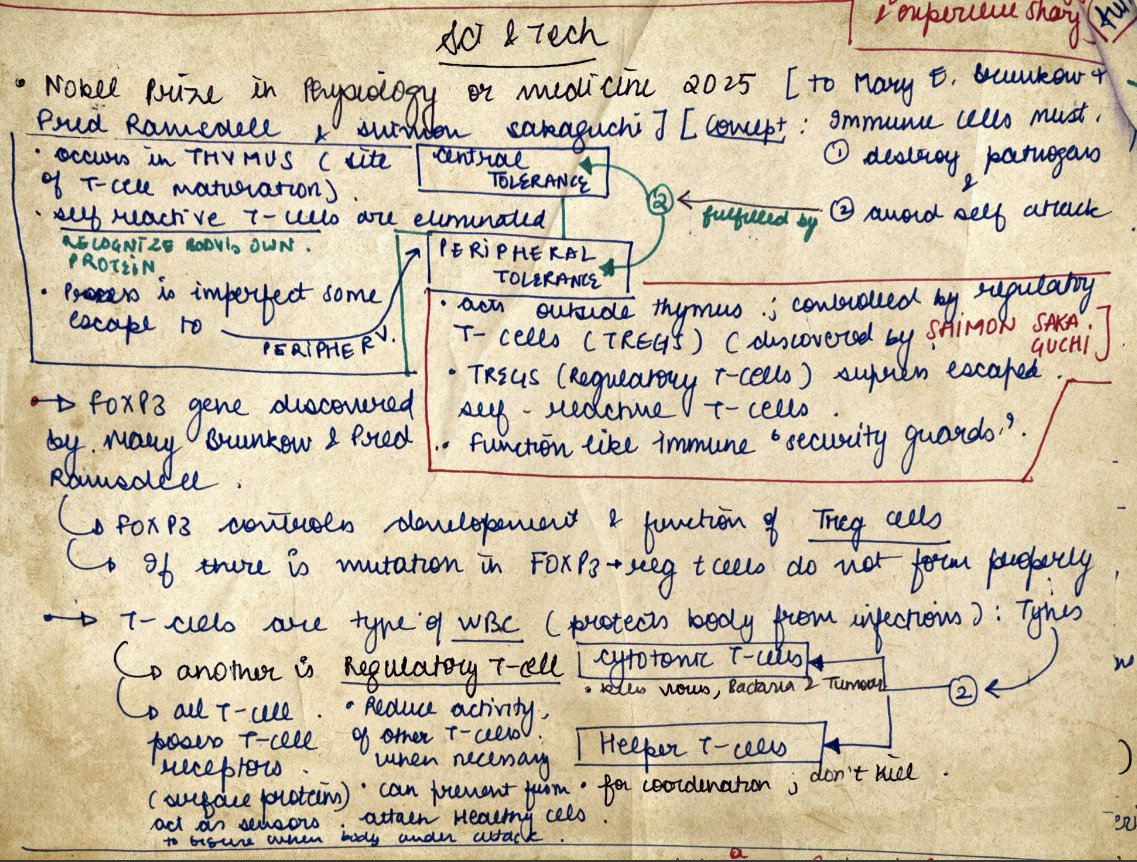 & experience sharing
SCI & Tech
• Nobel Prize in Physiology or medicine 2025 [to Mary E. Brunkow +
Fred Ramsdell & shimon sakaguchi] [Concept : Immune cells must.
① destroy pathogens
&
② avoid self attack
fulfilled by
②
• occurs in THYMUS (site
of T-cell maturation)
• self reactive T-cells are eliminated
RECOGNIZE BODY'S OWN.
PROTEIN
• Process is imperfect some
escape to
PERIPHERY.
Central
TOLERANCE
PERIPHERAL
TOLERANCE
• acts outside thymus.; controlled by regulatory
T-cells (TREGS) (discovered by SHIMON SAKA.
GUCHI]
• TREGS (Regulatory T-cells) supress escaped.
self-reactive T-cells.
• Function like immune "security guards".
→ FOXP3 gene discovered
by. Mary Brunkow & Fred
Ramsdell.
↳ FOXP3 controls developement & function of Treg cells
↳ If there is mutation in FOXP3 → reg t cells do not form properly
→ T-cells are type of WBC (protects body from infections) : Types
②
Cytotoxic T-cells
• kills virus, Bacteria & Tumour
Helper T-cells
• for coordination ; don't kill.
↳ another is Regulatory T-cell
• Reduce activity,
of other T-cells.
when necessary
• can prevent from
attack Healthy cells.
↳ all T-cell.
poses T-cell
receptors.
(surface proteins)
act as sensors.
to when body under attack.